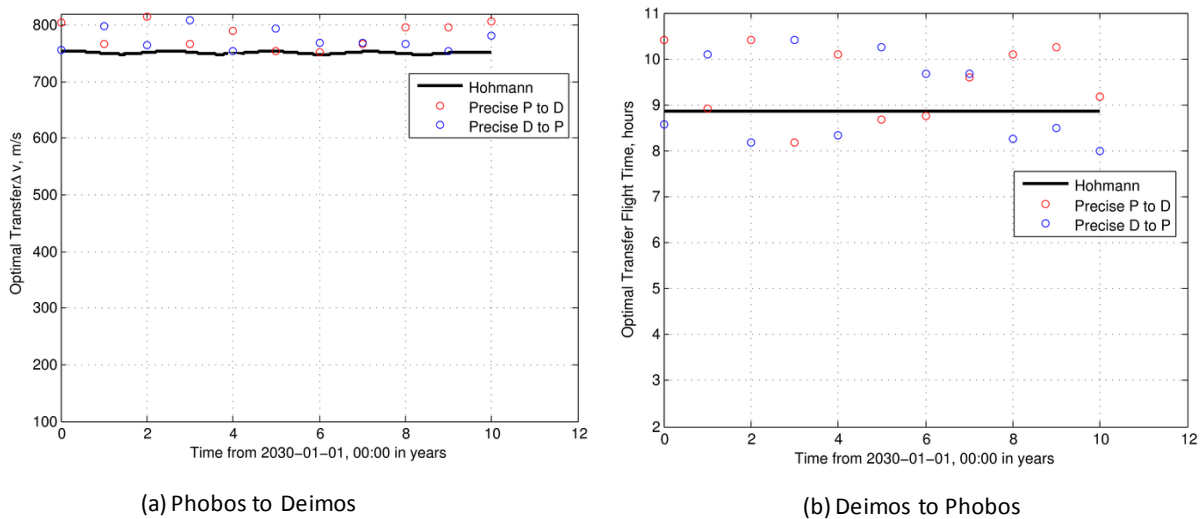 800
700
600
500
800
300
200
100
0
2
4
6
8
10
12
Optimal TransferΔ v, m/s
Time from 2030−01−01, 00:00 in years
Hohmann
Precise P to D
Precise D to P
(a) Phobos to Deimos
11
10
9
8
7
6
5
4
3
2
0
2
4
6
8
10
12
Optimal Transfer Flight Time, hours
Time from 2030−01−01, 00:00 in years
Hohmann
Precise P to D
Precise D to P
(b) Deimos to Phobos